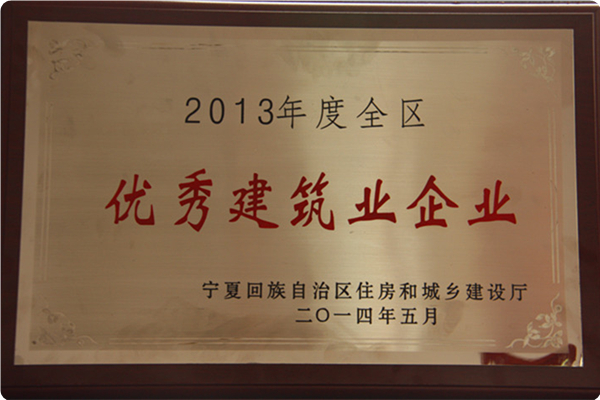 2013年度全区
优秀建筑业企业
宁夏回族自治区住房和城乡建设厅
二〇一四年五月